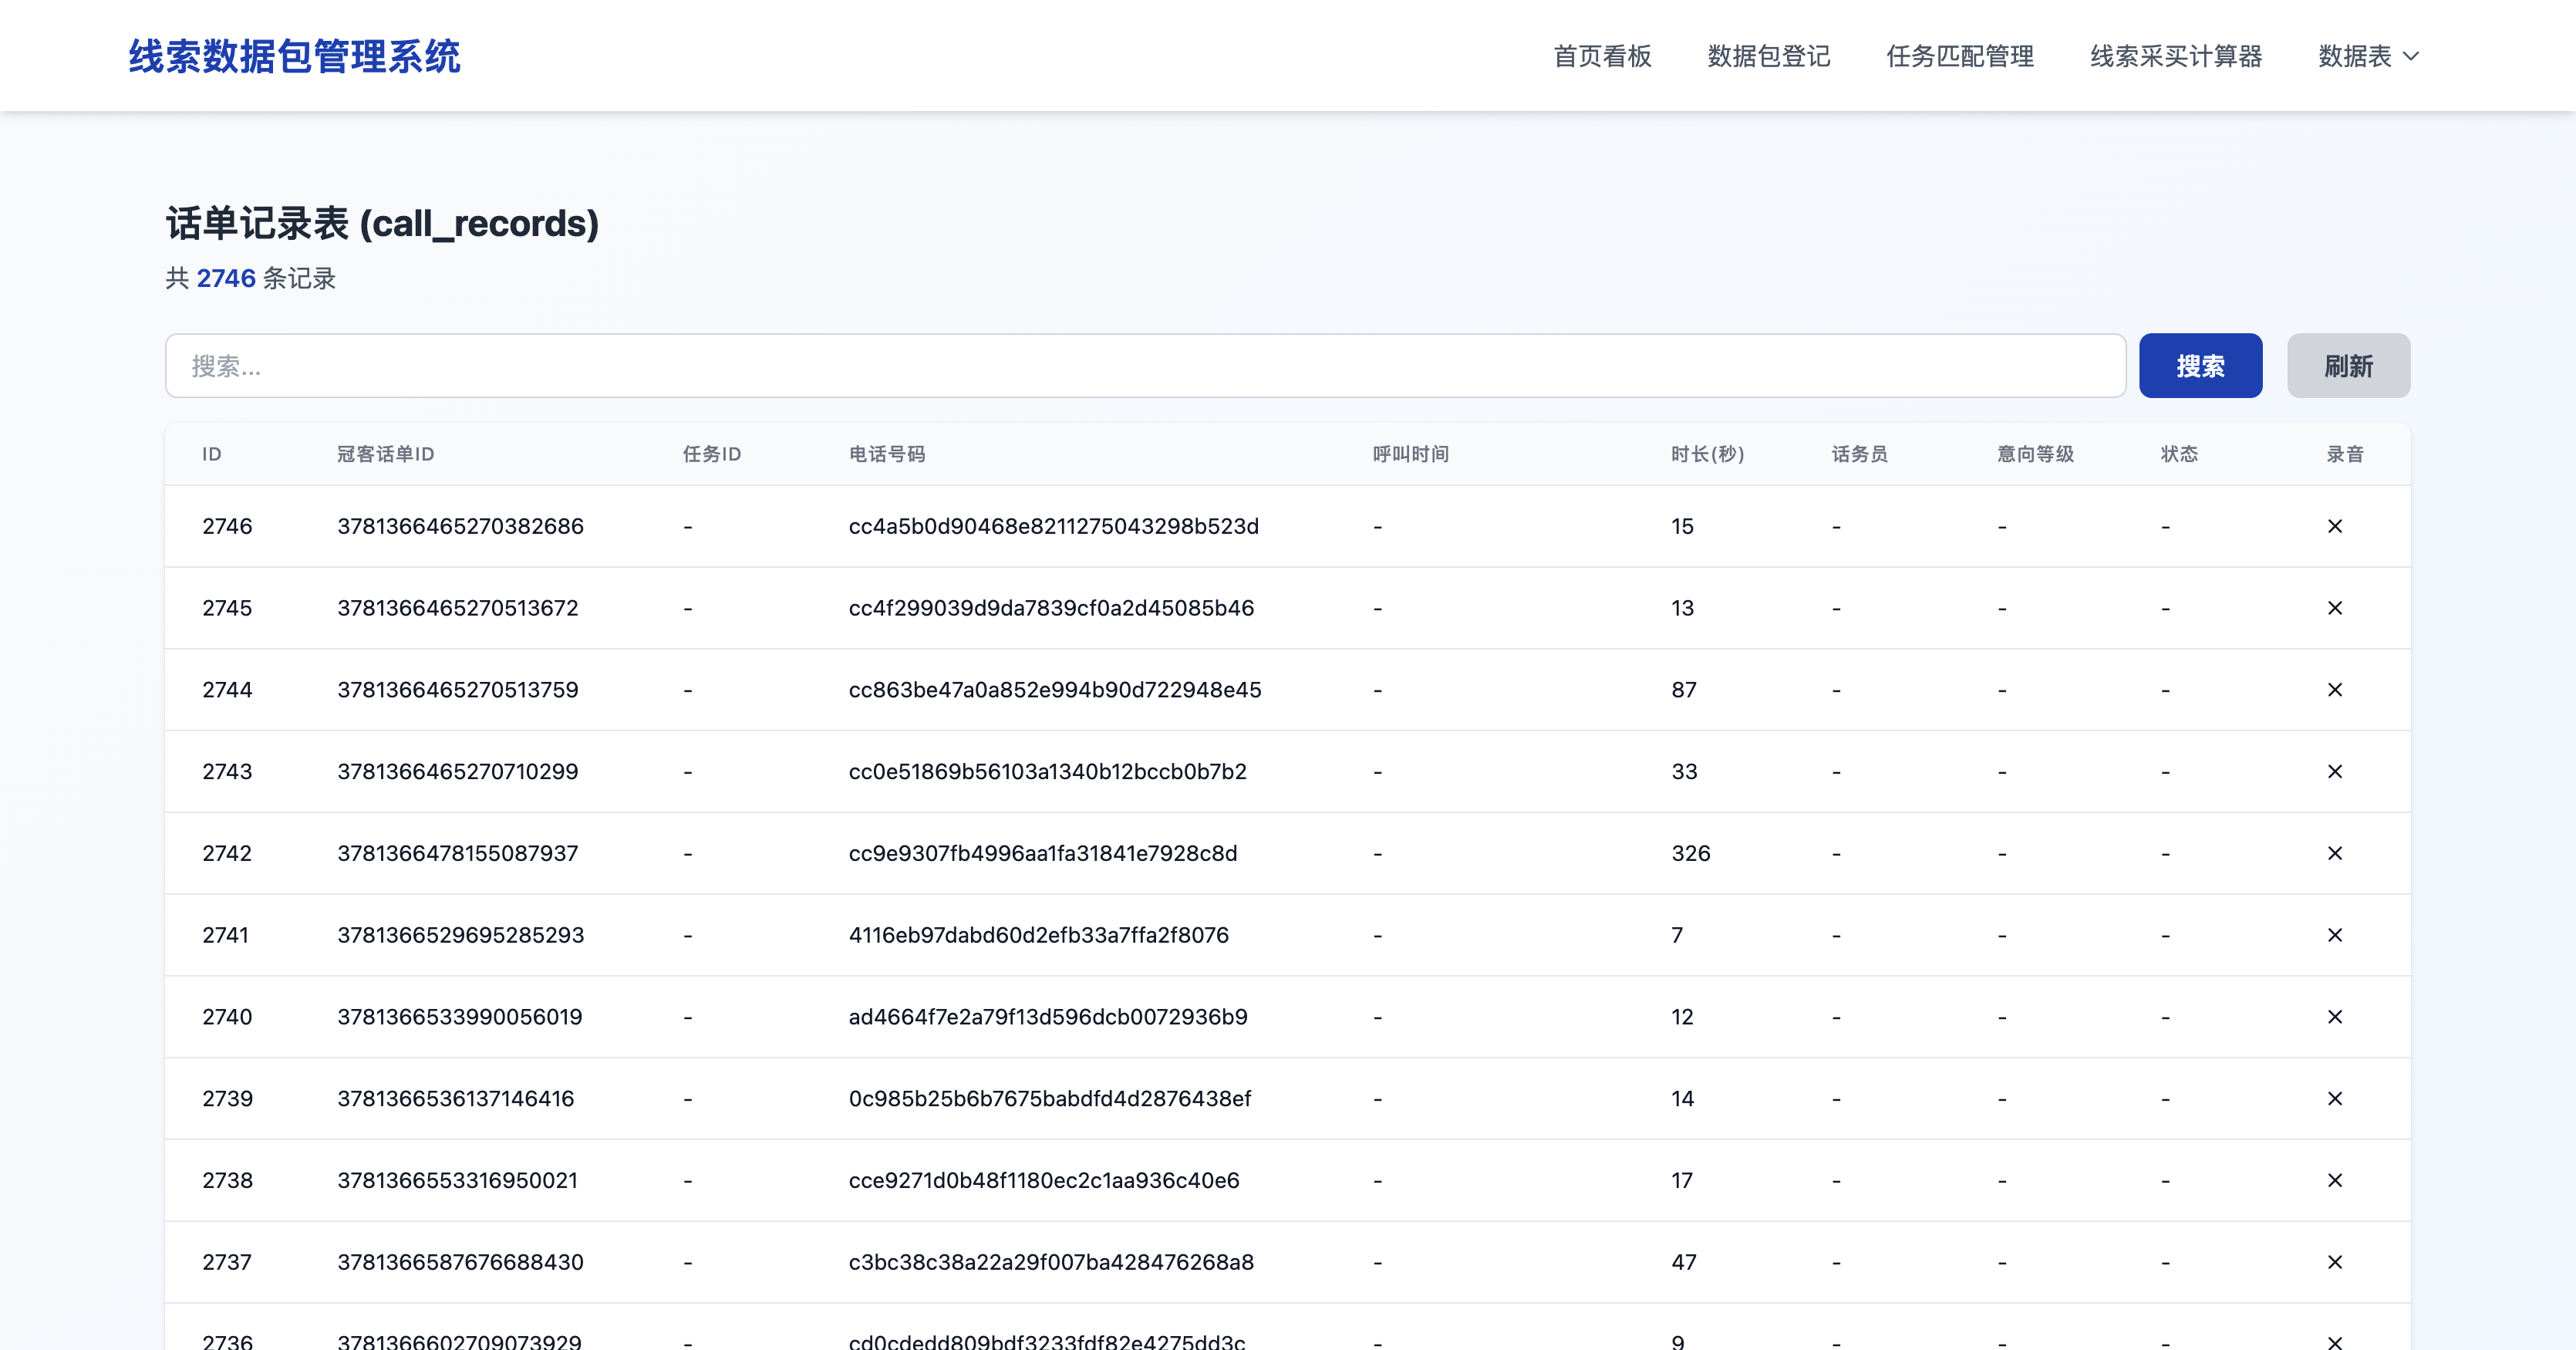 线索数据包管理系统 首页看板 数据包登记 任务匹配管理 线索采买计算器 数据表
话单记录表 (call_records)
共 2746 条记录
搜索... 搜索 刷新
ID 冠客话单ID 任务ID 电话号码 呼叫时间 时长(秒) 话务员 意向等级 状态 录音
2746 3781366465270382686 - cc4a5b0d90468e8211275043298b523d - 15 - - - ×
2745 3781366465270513672 - cc4f299039d9da7839cf0a2d45085b46 - 13 - - - ×
2744 3781366465270513759 - cc863be47a0a852e994b90d722948e45 - 87 - - - ×
2743 3781366465270710299 - cc0e51869b56103a1340b12bccb0b7b2 - 33 - - - ×
2742 3781366478155087937 - cc9e9307fb4996aa1fa31841e7928c8d - 326 - - - ×
2741 3781366529695285293 - 4116eb97dabd60d2efb33a7ffa2f8076 - 7 - - - ×
2740 3781366533990056019 - ad4664f7e2a79f13d596dcb0072936b9 - 12 - - - ×
2739 3781366536137146416 - 0c985b25b6b7675babdfd4d2876438ef - 14 - - - ×
2738 3781366553316950021 - cce9271d0b48f1180ec2c1aa936c40e6 - 17 - - - ×
2737 3781366587676688430 - c3bc38c38a22a29f007ba428476268a8 - 47 - - - ×
2736 3781366602709073929 - cd0cdedd809bdf3233fdf82e4275dd3c - 9 - - - ×